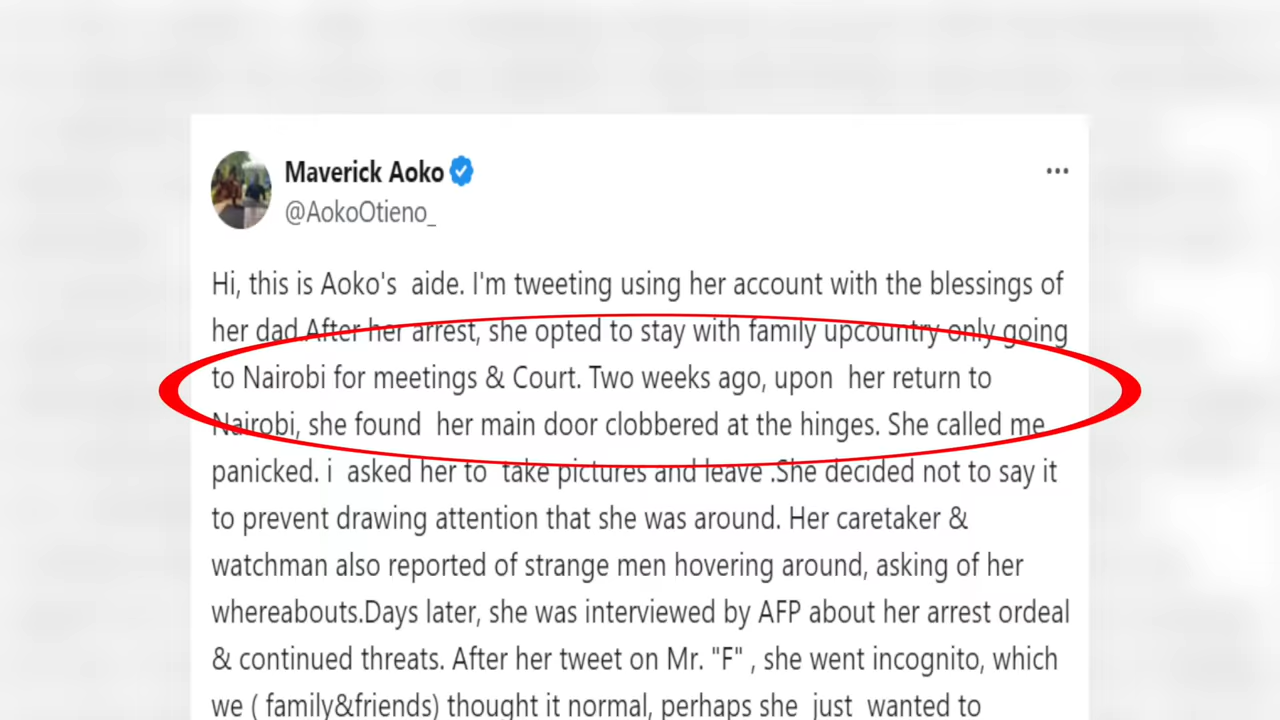 Maverick Aoko
@AokoOtieno_
Hi, this is Aoko's aide. I'm tweeting using her account with the blessings of
her dad.After her arrest, she opted to stay with family upcountry only going
to Nairobi for meetings & Court. Two weeks ago, upon her return to
Nairobi, she found her main door clobbered at the hinges. She called me
panicked. i asked her to take pictures and leave .She decided not to say it
to prevent drawing attention that she was around. Her caretaker &
watchman also reported of strange men hovering around, asking of her
whereabouts.Days later, she was interviewed by AFP about her arrest ordeal
& continued threats. After her tweet on Mr. "F" , she went incognito, which
we ( family&friends) thought it normal, perhaps she just wanted to